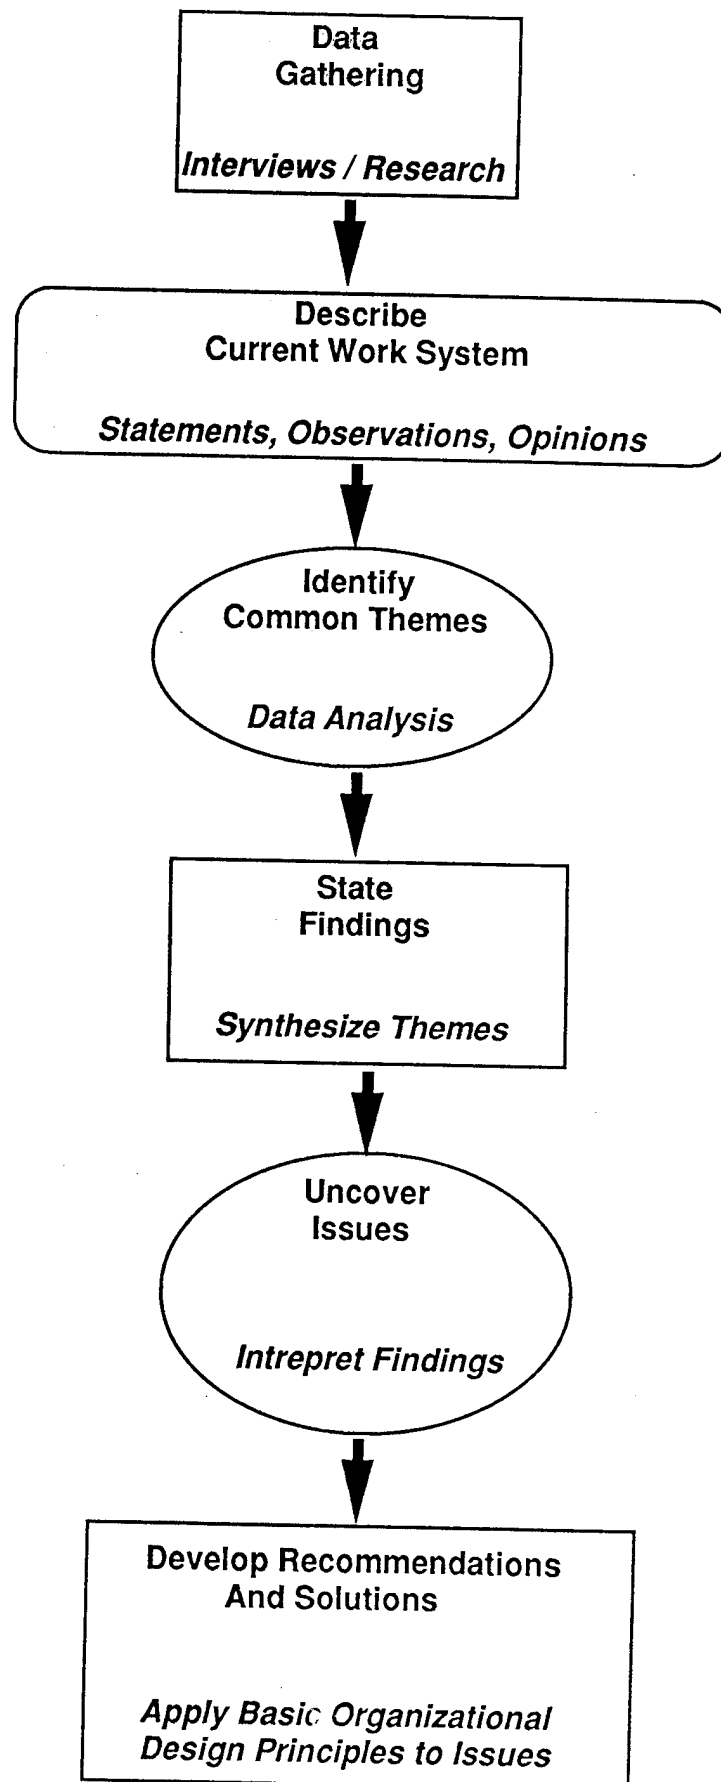 Data
Gathering
Interviews / Research
Describe
Current Work System
Statements, Observations, Opinions
Identify
Common Themes
Data Analysis
State
Findings
Synthesize Themes
Uncover
Issues
Intrepret Findings
Develop Recommendations
And Solutions
Apply Basic Organizational
Design Principles to Issues